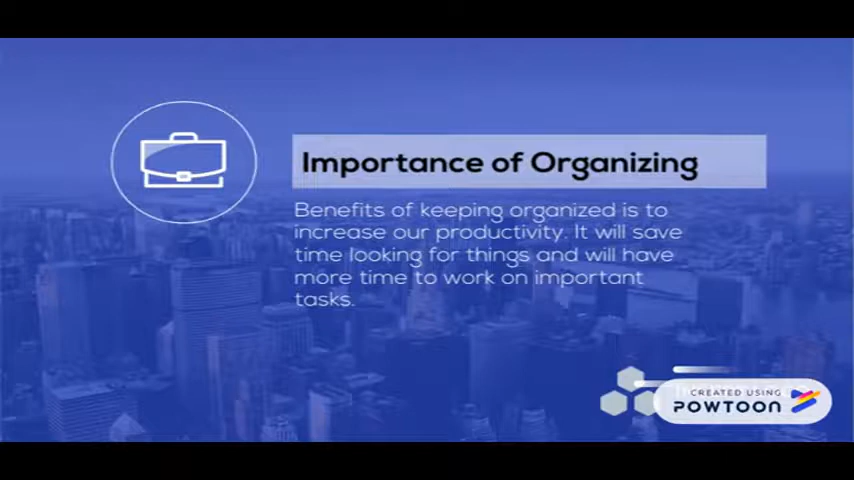 Importance of Organizing
Benefits of keeping organized is to
increase our productivity. It will save
time looking for things and will have
more time to work on important
tasks.
CREATED USING
POWTOON